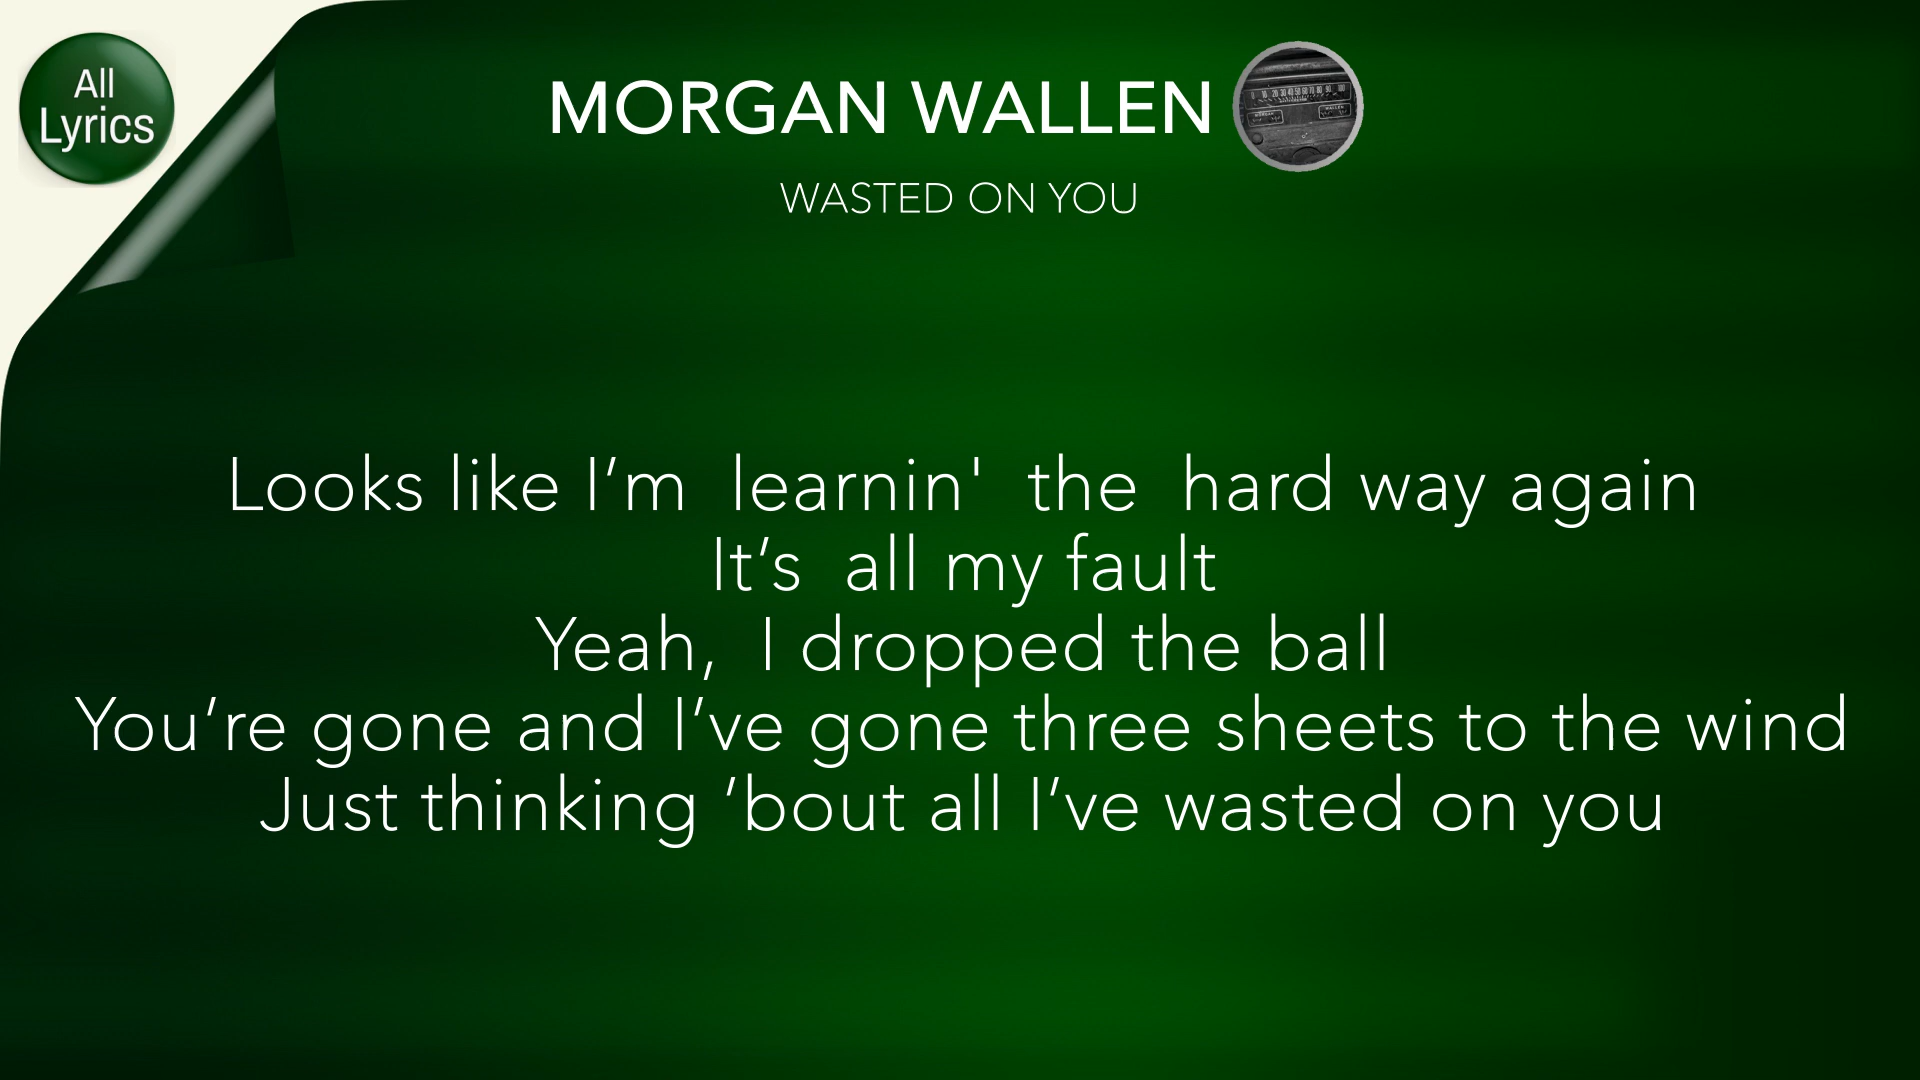 All
Lyrics
MORGAN WALLEN
WASTED ON YOU
Looks like I’m learnin' the hard way again
It’s all my fault
Yeah, I dropped the ball
You’re gone and I’ve gone three sheets to the wind
Just thinking ’bout all I’ve wasted on you